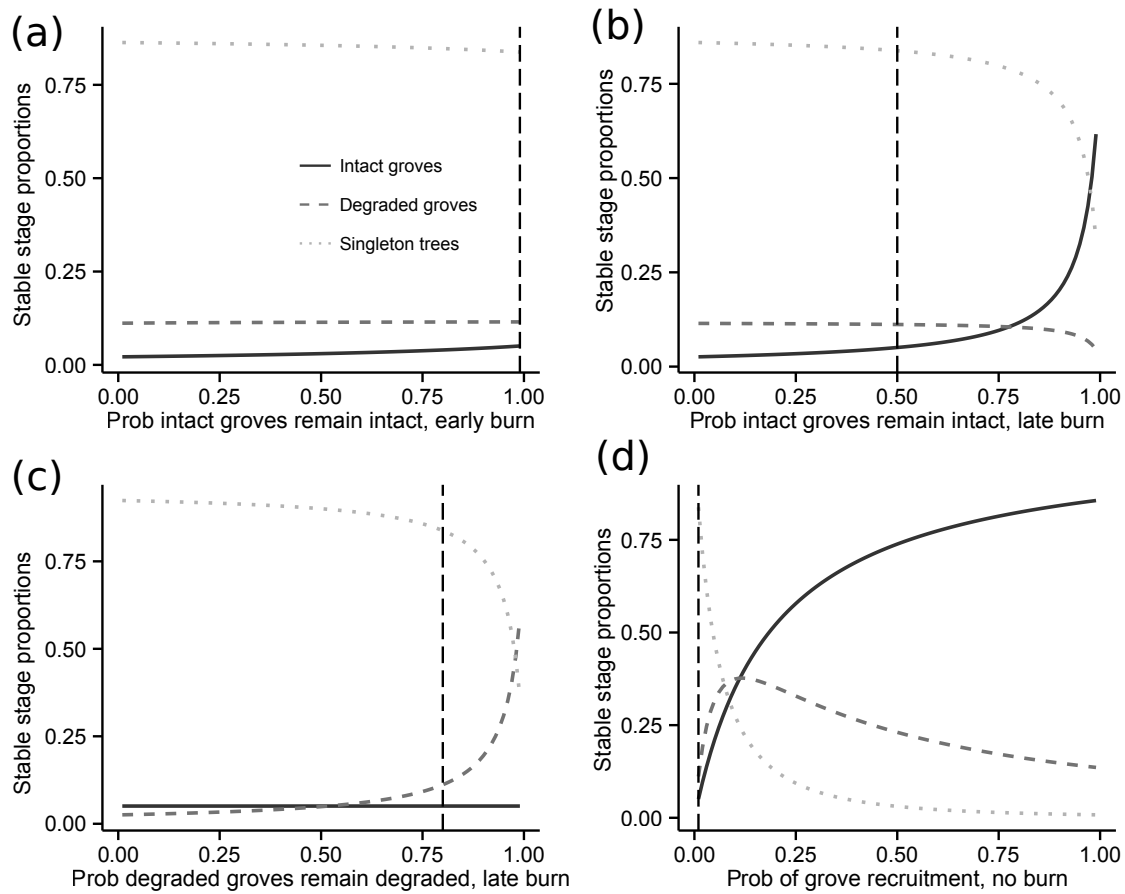 (a)
Stable stage proportions
0.75
0.50
0.25
0.00
Intact groves
Degraded groves
Singleton trees
0.00 0.25 0.50 0.75 1.00
Prob intact groves remain intact, early burn
(b)
Stable stage proportions
0.75
0.50
0.25
0.00
0.00 0.25 0.50 0.75 1.00
Prob intact groves remain intact, late burn
(c)
Stable stage proportions
0.75
0.50
0.25
0.00
0.00 0.25 0.50 0.75 1.00
Prob degraded groves remain degraded, late burn
(d)
Stable stage proportions
0.75
0.50
0.25
0.00
0.00 0.25 0.50 0.75 1.00
Prob of grove recruitment, no burn